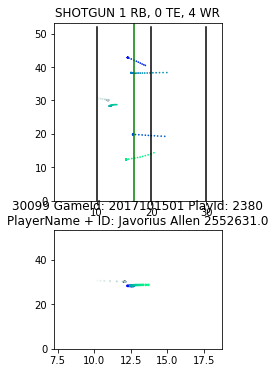 SHOTGUN 1 RB, 0 TE, 4 WR
50
40
30
20
10
0
10 20 30
30099 GameId: 2017101501 PlayId: 2380
PlayerName + ID: Javorius Allen 2552631.0
40
20
0
7.5 10.0 12.5 15.0 17.5